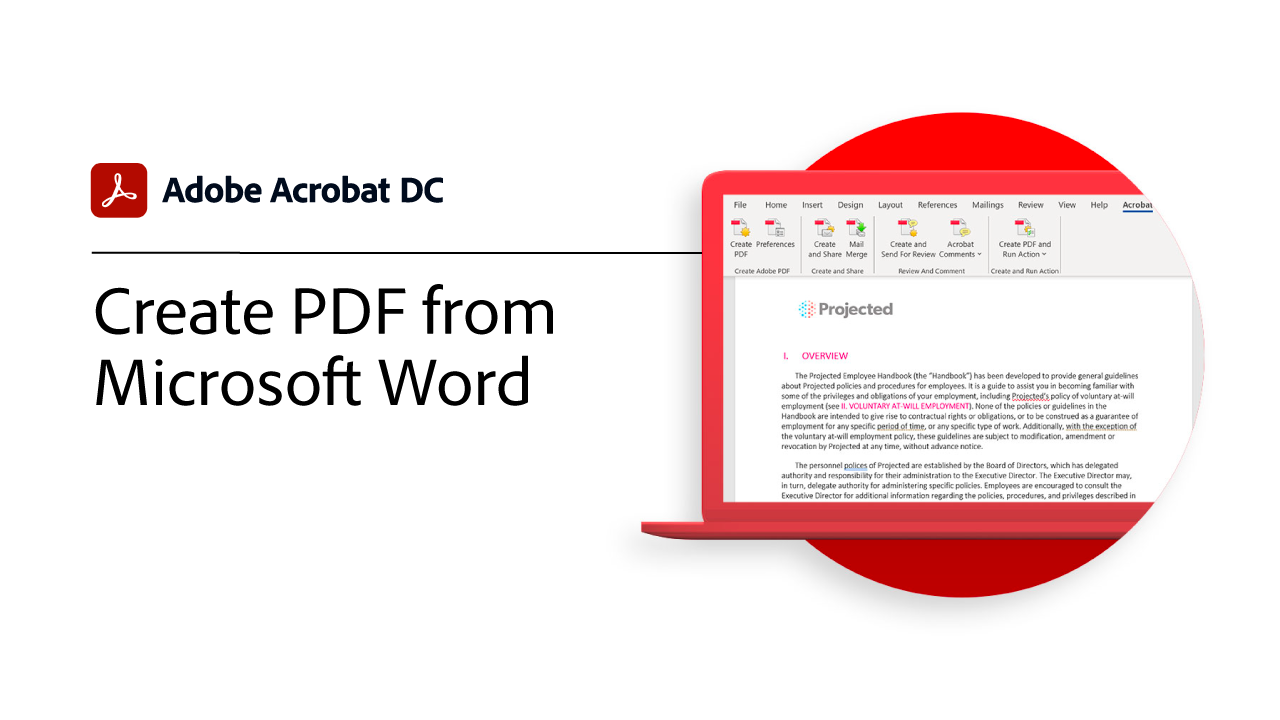 Adobe Acrobat DC
Create PDF from
Microsoft Word
File Home Insert Design Layout References Mailings Review View Help Acrobat
Create PDF Preferences Create and Share Mail Merge Create and Send For Review Acrobat Comments Create PDF and Run Action
Create Adobe PDF Create and Share Review And Comment Create and Run Action
Projected
I. OVERVIEW
The Projected Employee Handbook (the “Handbook”) has been developed to provide general guidelines
about Projected policies and procedures for employees. It is a guide to assist you in becoming familiar with
some of the privileges and obligations of your employment, including Projected's policy of voluntary at-will
employment (see II. VOLUNTARY AT-WILL EMPLOYMENT). None of the policies or guidelines in the
Handbook are intended to give rise to contractual rights or obligations, or to be construed as a guarantee of
employment for any specific period of time, or any specific type of work. Additionally, with the exception of
the voluntary at-will employment policy, these guidelines are subject to modification, amendment or
revocation by Projected at any time, without advance notice.
The personnel polices of Projected are established by the Board of Directors, which has delegated
authority and responsibility for their administration to the Executive Director. The Executive Director may,
in turn, delegate authority for administering specific policies. Employees are encouraged to consult the
Executive Director for additional information regarding the policies, procedures, and privileges described in